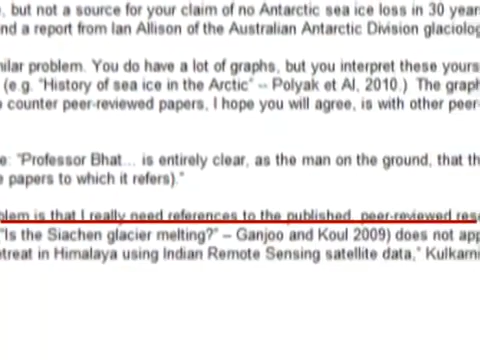 , but not a source for your claim of no Antarctic sea ice loss in 30 year
nd a report from Ian Allison of the Australian Antarctic Division glaciolog
nilar problem. You do have a lot of graphs, but you interpret these yours
(e.g. "History of sea ice in the Arctic" -- Polyak et Al, 2010.) The graph
counter peer-reviewed papers, I hope you will agree, is with other peer-
e: "Professor Bhat... is entirely clear, as the man on the ground, that th
papers to which it refers)."
blem is that I really need references to the published, peer-reviewed rese
"Is the Siachen glacier melting?" – Ganjoo and Koul 2009) does not app
etreat in Himalaya using Indian Remote Sensing satellite data," Kulkarni